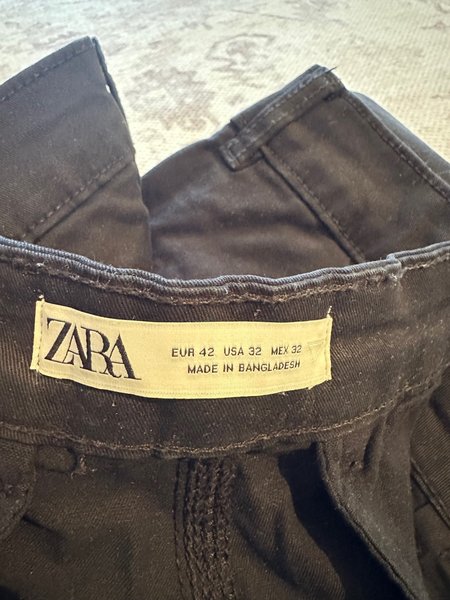 ZARA
EUR 42 USA 32 MEX 32
MADE IN BANGLADESH